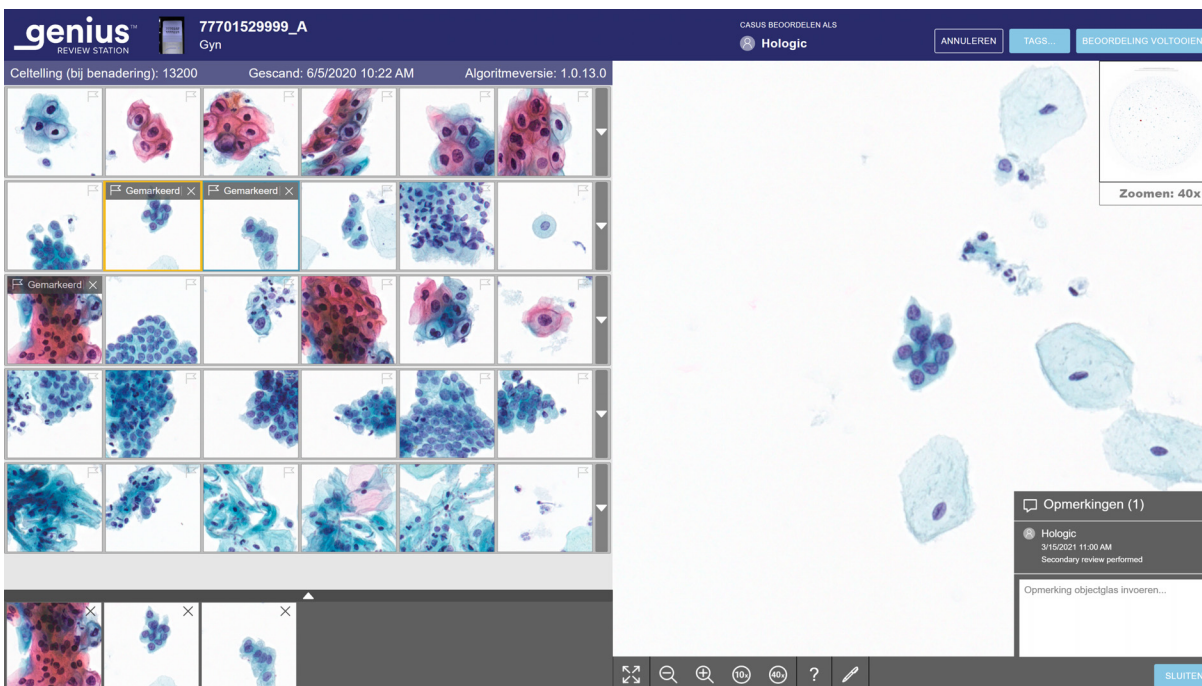 genius™
REVIEW STATION
77701529999_A
Gyn
CASUS BEOORDELEN ALS
Hologic
ANNULEREN
TAGS...
BEOORDELING VOLTOOIEN
Celtelling (bij benadering): 13200 Gescand: 6/5/2020 10:22 AM Algoritmeversie: 1.0.13.0
Zoomen: 40x
Gemarkeerd
Gemarkeerd
Gemarkeerd
Opmerkingen (1)
Hologic
3/15/2021 11:00 AM
Secondary review performed
Opmerking objectglas invoeren...
10x
40x
?
SLUITEN